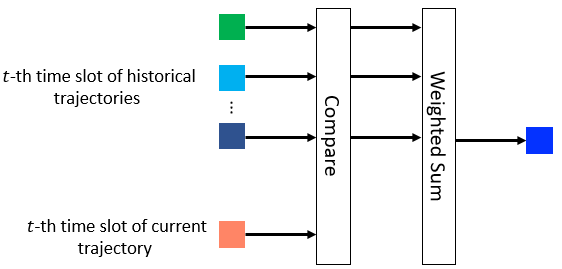 t-th time slot of historical
trajectories
...
Compare
Weighted Sum
t-th time slot of current
trajectory